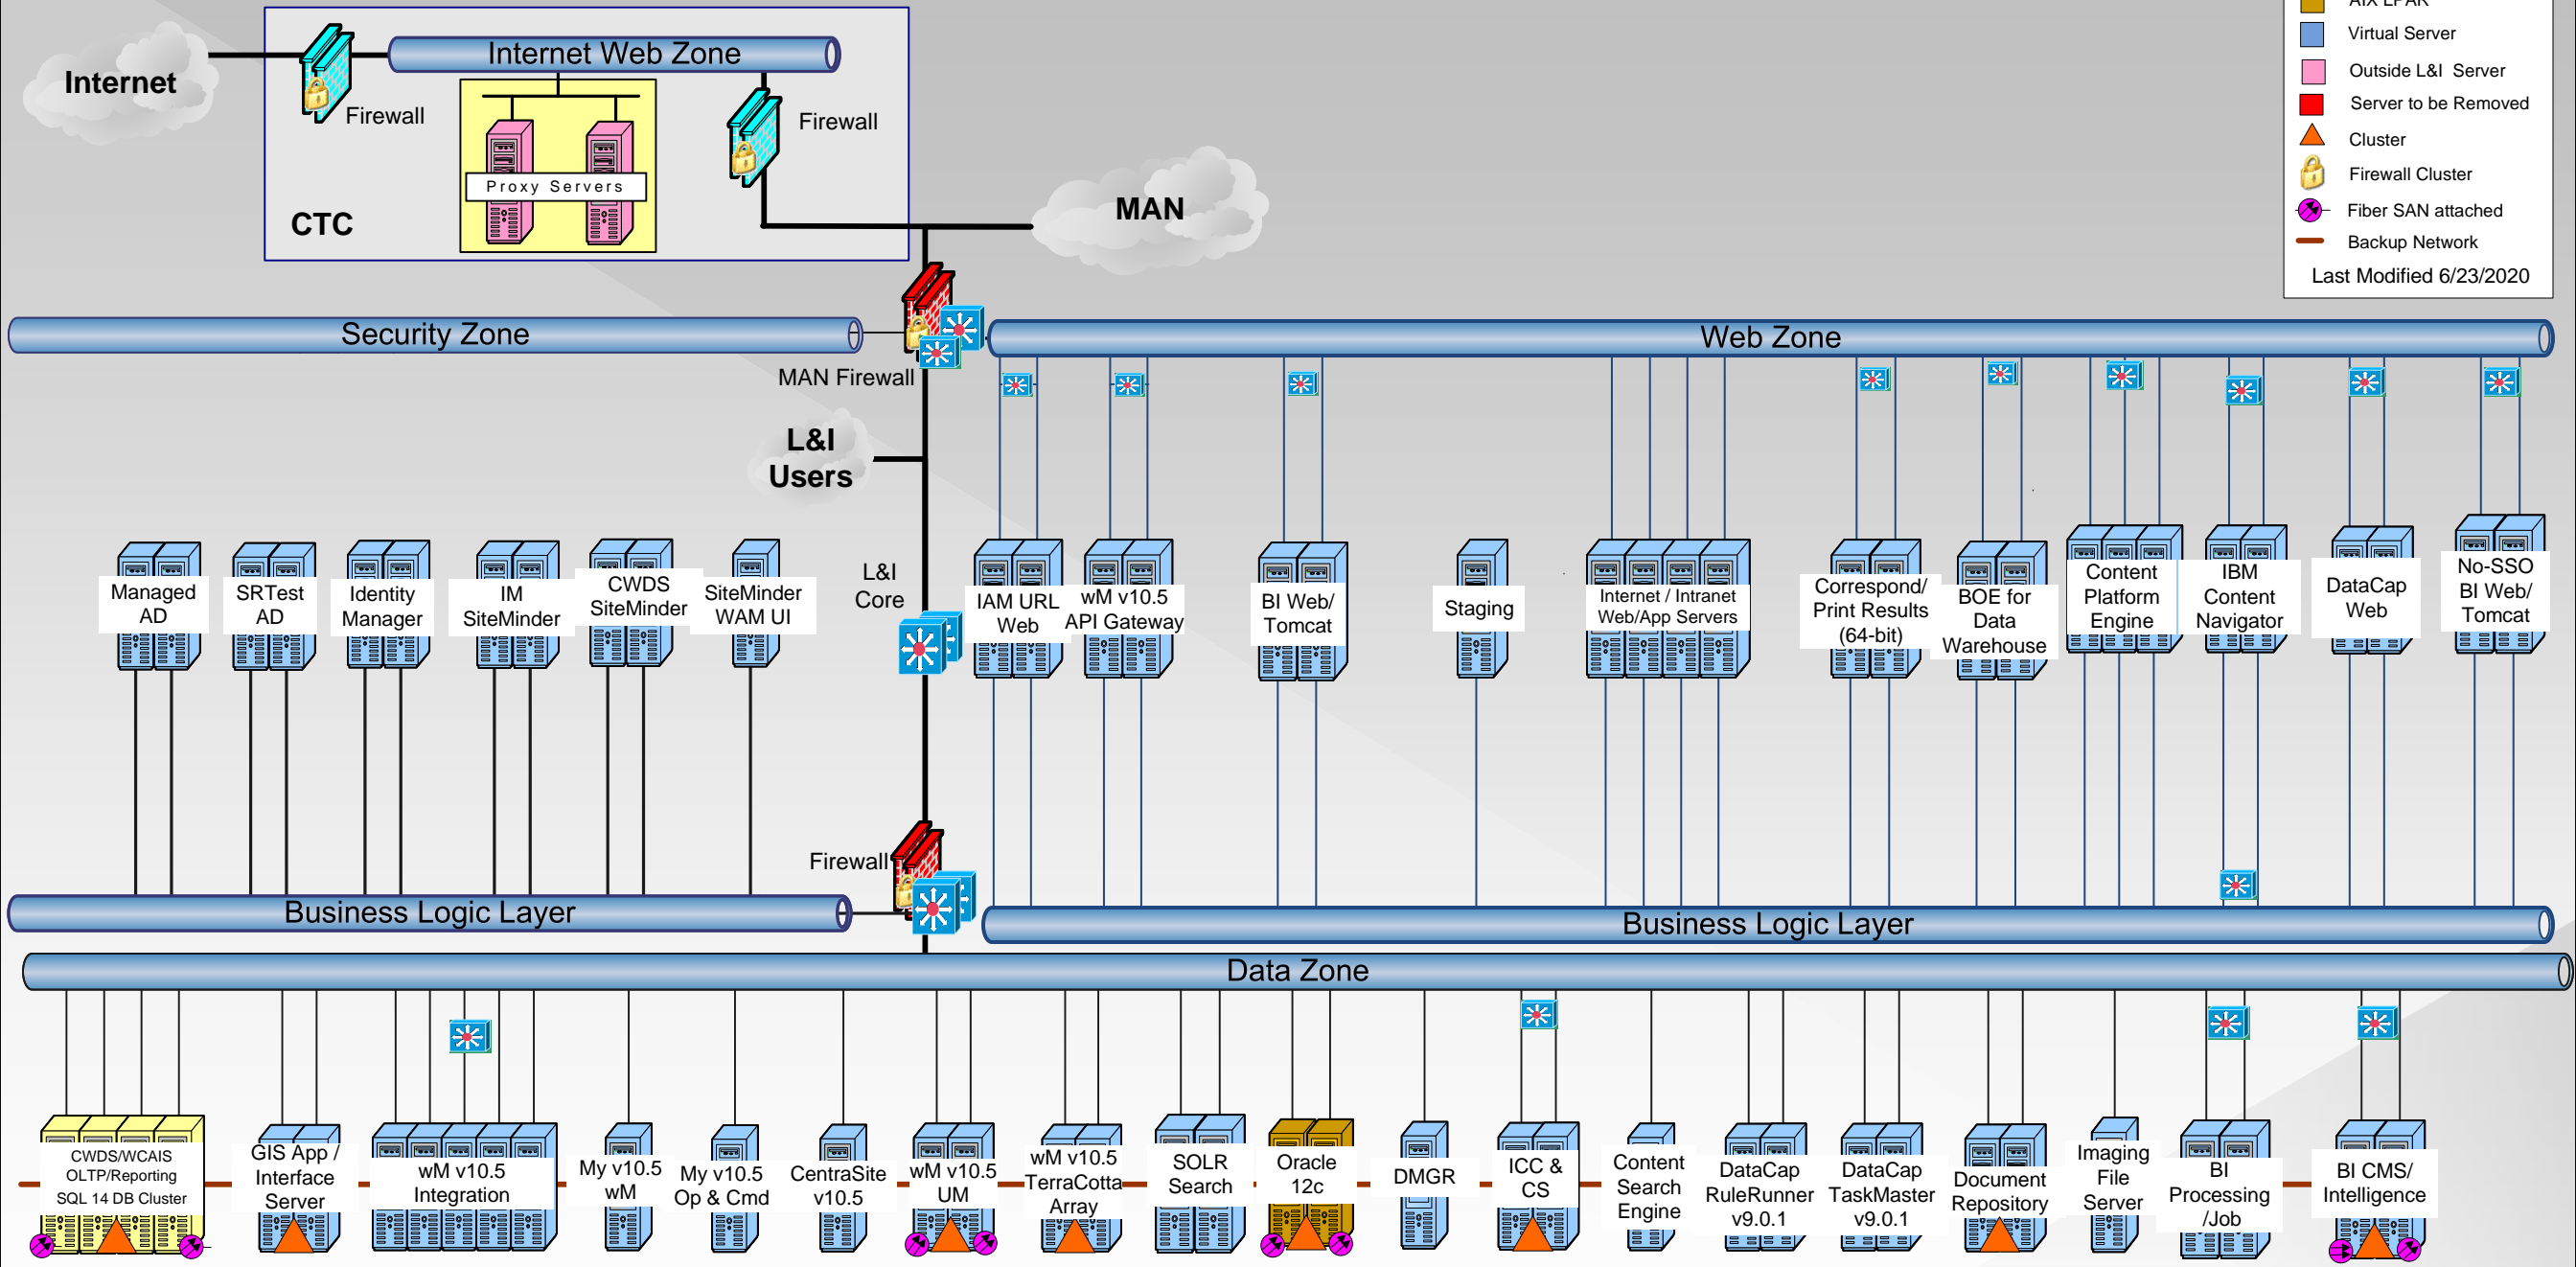 Internet
Internet Web Zone
Firewall
Firewall
Proxy Servers
CTC
MAN
AIX LPAR
Virtual Server
Outside L&I Server
Server to be Removed
Cluster
Firewall Cluster
Fiber SAN attached
Backup Network
Last Modified 6/23/2020
Security Zone
Web Zone
MAN Firewall
L&I
Users
L&I
Core
Managed
AD
SRTest
AD
Identity
Manager
IM
SiteMinder
CWDS
SiteMinder
SiteMinder
WAM UI
IAM URL
Web
wM v10.5
API Gateway
BI Web/
Tomcat
Staging
Internet / Intranet
Web/App Servers
Correspond/
Print Results
(64-bit)
BOE for
Data
Warehouse
Content
Platform
Engine
IBM
Content
Navigator
DataCap
Web
No-SSO
BI Web/
Tomcat
Firewall
Business Logic Layer
Business Logic Layer
Data Zone
CWDS/WCAIS
OLTP/Reporting
SQL 14 DB Cluster
GIS App /
Interface
Server
wM v10.5
Integration
My v10.5
wM
My v10.5
Op & Cmd
CentraSite
v10.5
wM v10.5
UM
wM v10.5
TerraCotta
Array
SOLR
Search
Oracle
12c
DMGR
ICC &
CS
Content
Search
Engine
DataCap
RuleRunner
v9.0.1
DataCap
TaskMaster
v9.0.1
Document
Repository
Imaging
File
Server
BI
Processing
/Job
BI CMS/
Intelligence